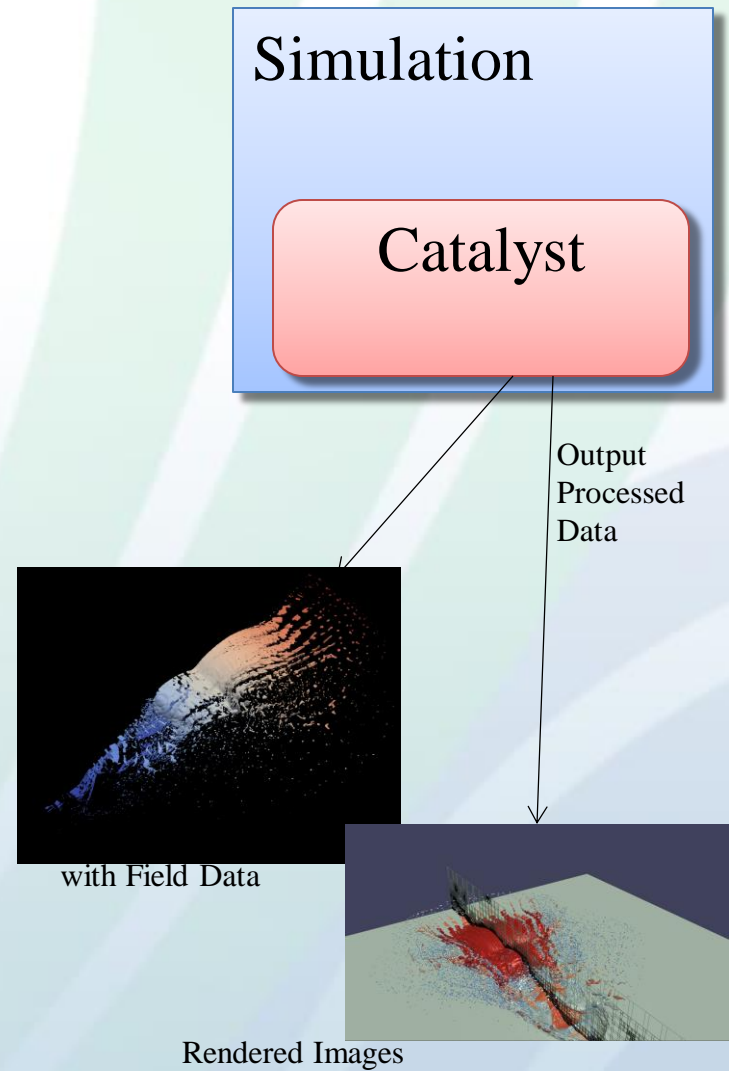 Simulation
Catalyst
Output
Processed
Data
with Field Data
Rendered Images